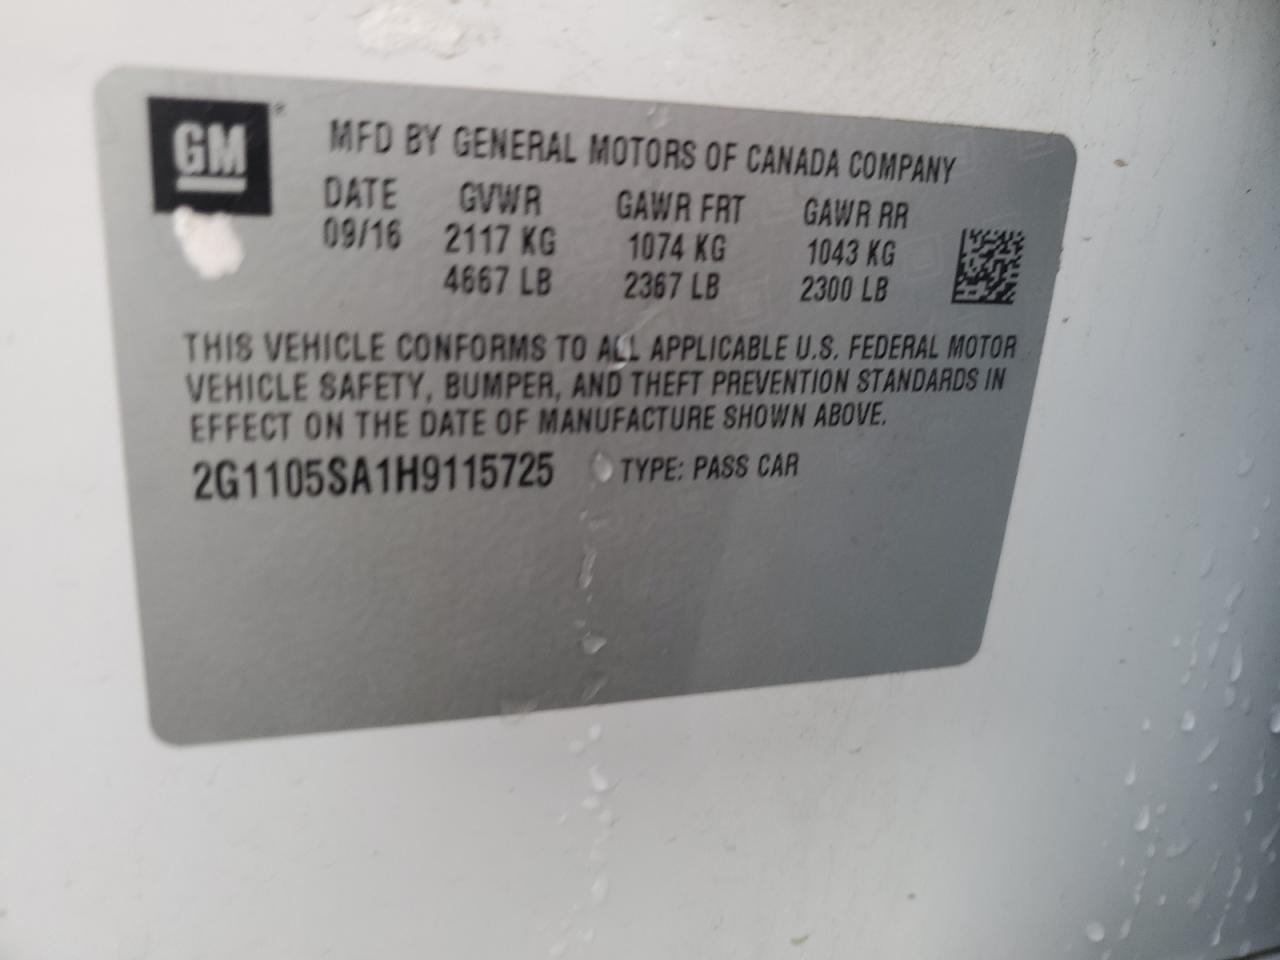 GM®
MFD BY GENERAL MOTORS OF CANADA COMPANY
DATE GVWR GAWR FRT GAWR RR
09/16 2117 KG 1074 KG 1043 KG
4667 LB 2367 LB 2300 LB
THIS VEHICLE CONFORMS TO ALL APPLICABLE U.S. FEDERAL MOTOR
VEHICLE SAFETY, BUMPER, AND THEFT PREVENTION STANDARDS IN
EFFECT ON THE DATE OF MANUFACTURE SHOWN ABOVE.
2G1105SA1H9115725 TYPE: PASS CAR